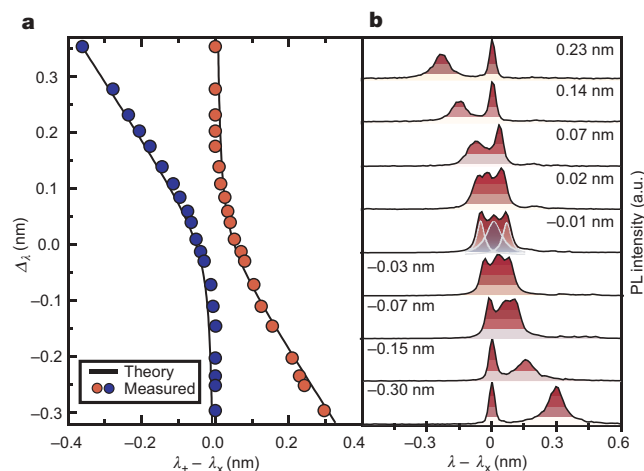 a
b
0.3
0.2
0.1
0.0
−0.1
−0.2
−0.3
Δλ (nm)
Theory
Measured
−0.4
−0.2
0.0
0.2
0.4
λ± − λx (nm)
0.23 nm
0.14 nm
0.07 nm
0.02 nm
−0.01 nm
−0.03 nm
−0.07 nm
−0.15 nm
−0.30 nm
PL intensity (a.u.)
−0.3
0
0.3
0.6
λ − λx (nm)